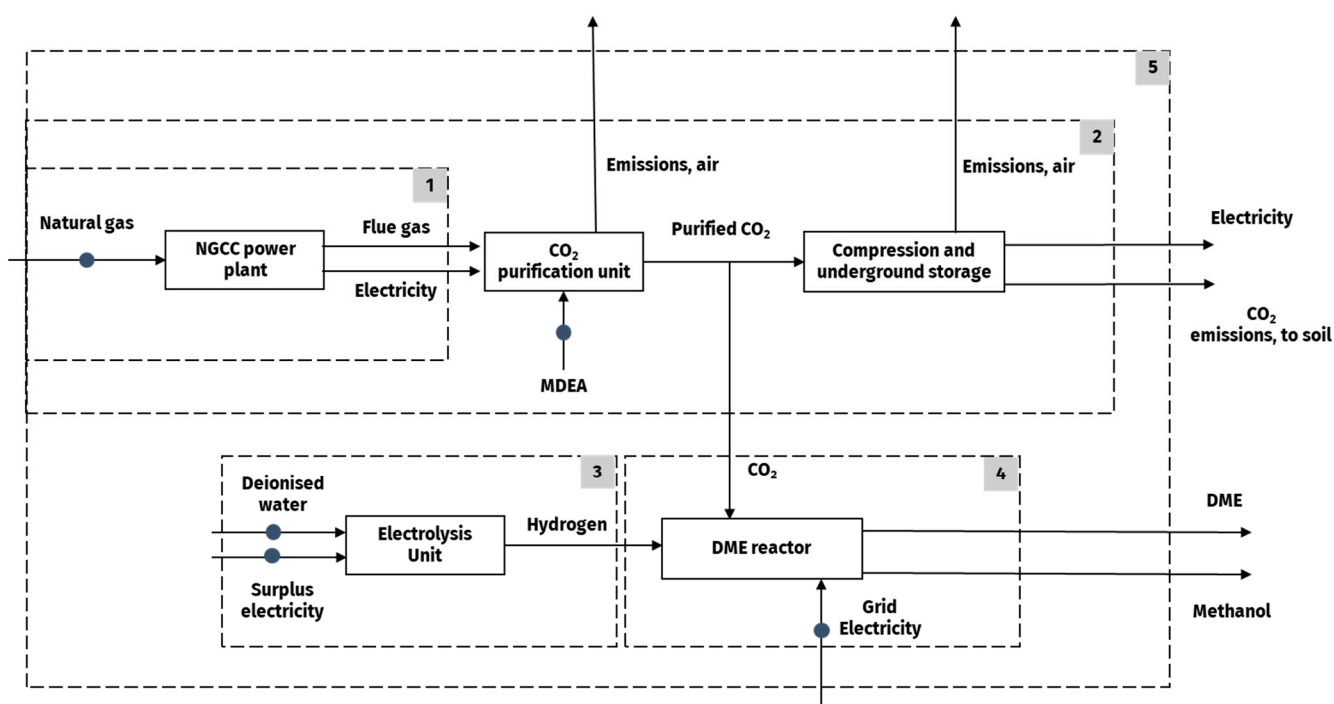 5
2
Emissions, air
Emissions, air
1
Natural gas
Flue gas
Purified CO₂
Electricity
NGCC power
plant
CO₂
purification unit
Compression and
underground storage
Electricity
CO₂
emissions, to soil
MDEA
3
CO₂
4
Deionised
water
Hydrogen
DME
Electrolysis
Unit
DME reactor
Surplus
electricity
Grid
Electricity
Methanol